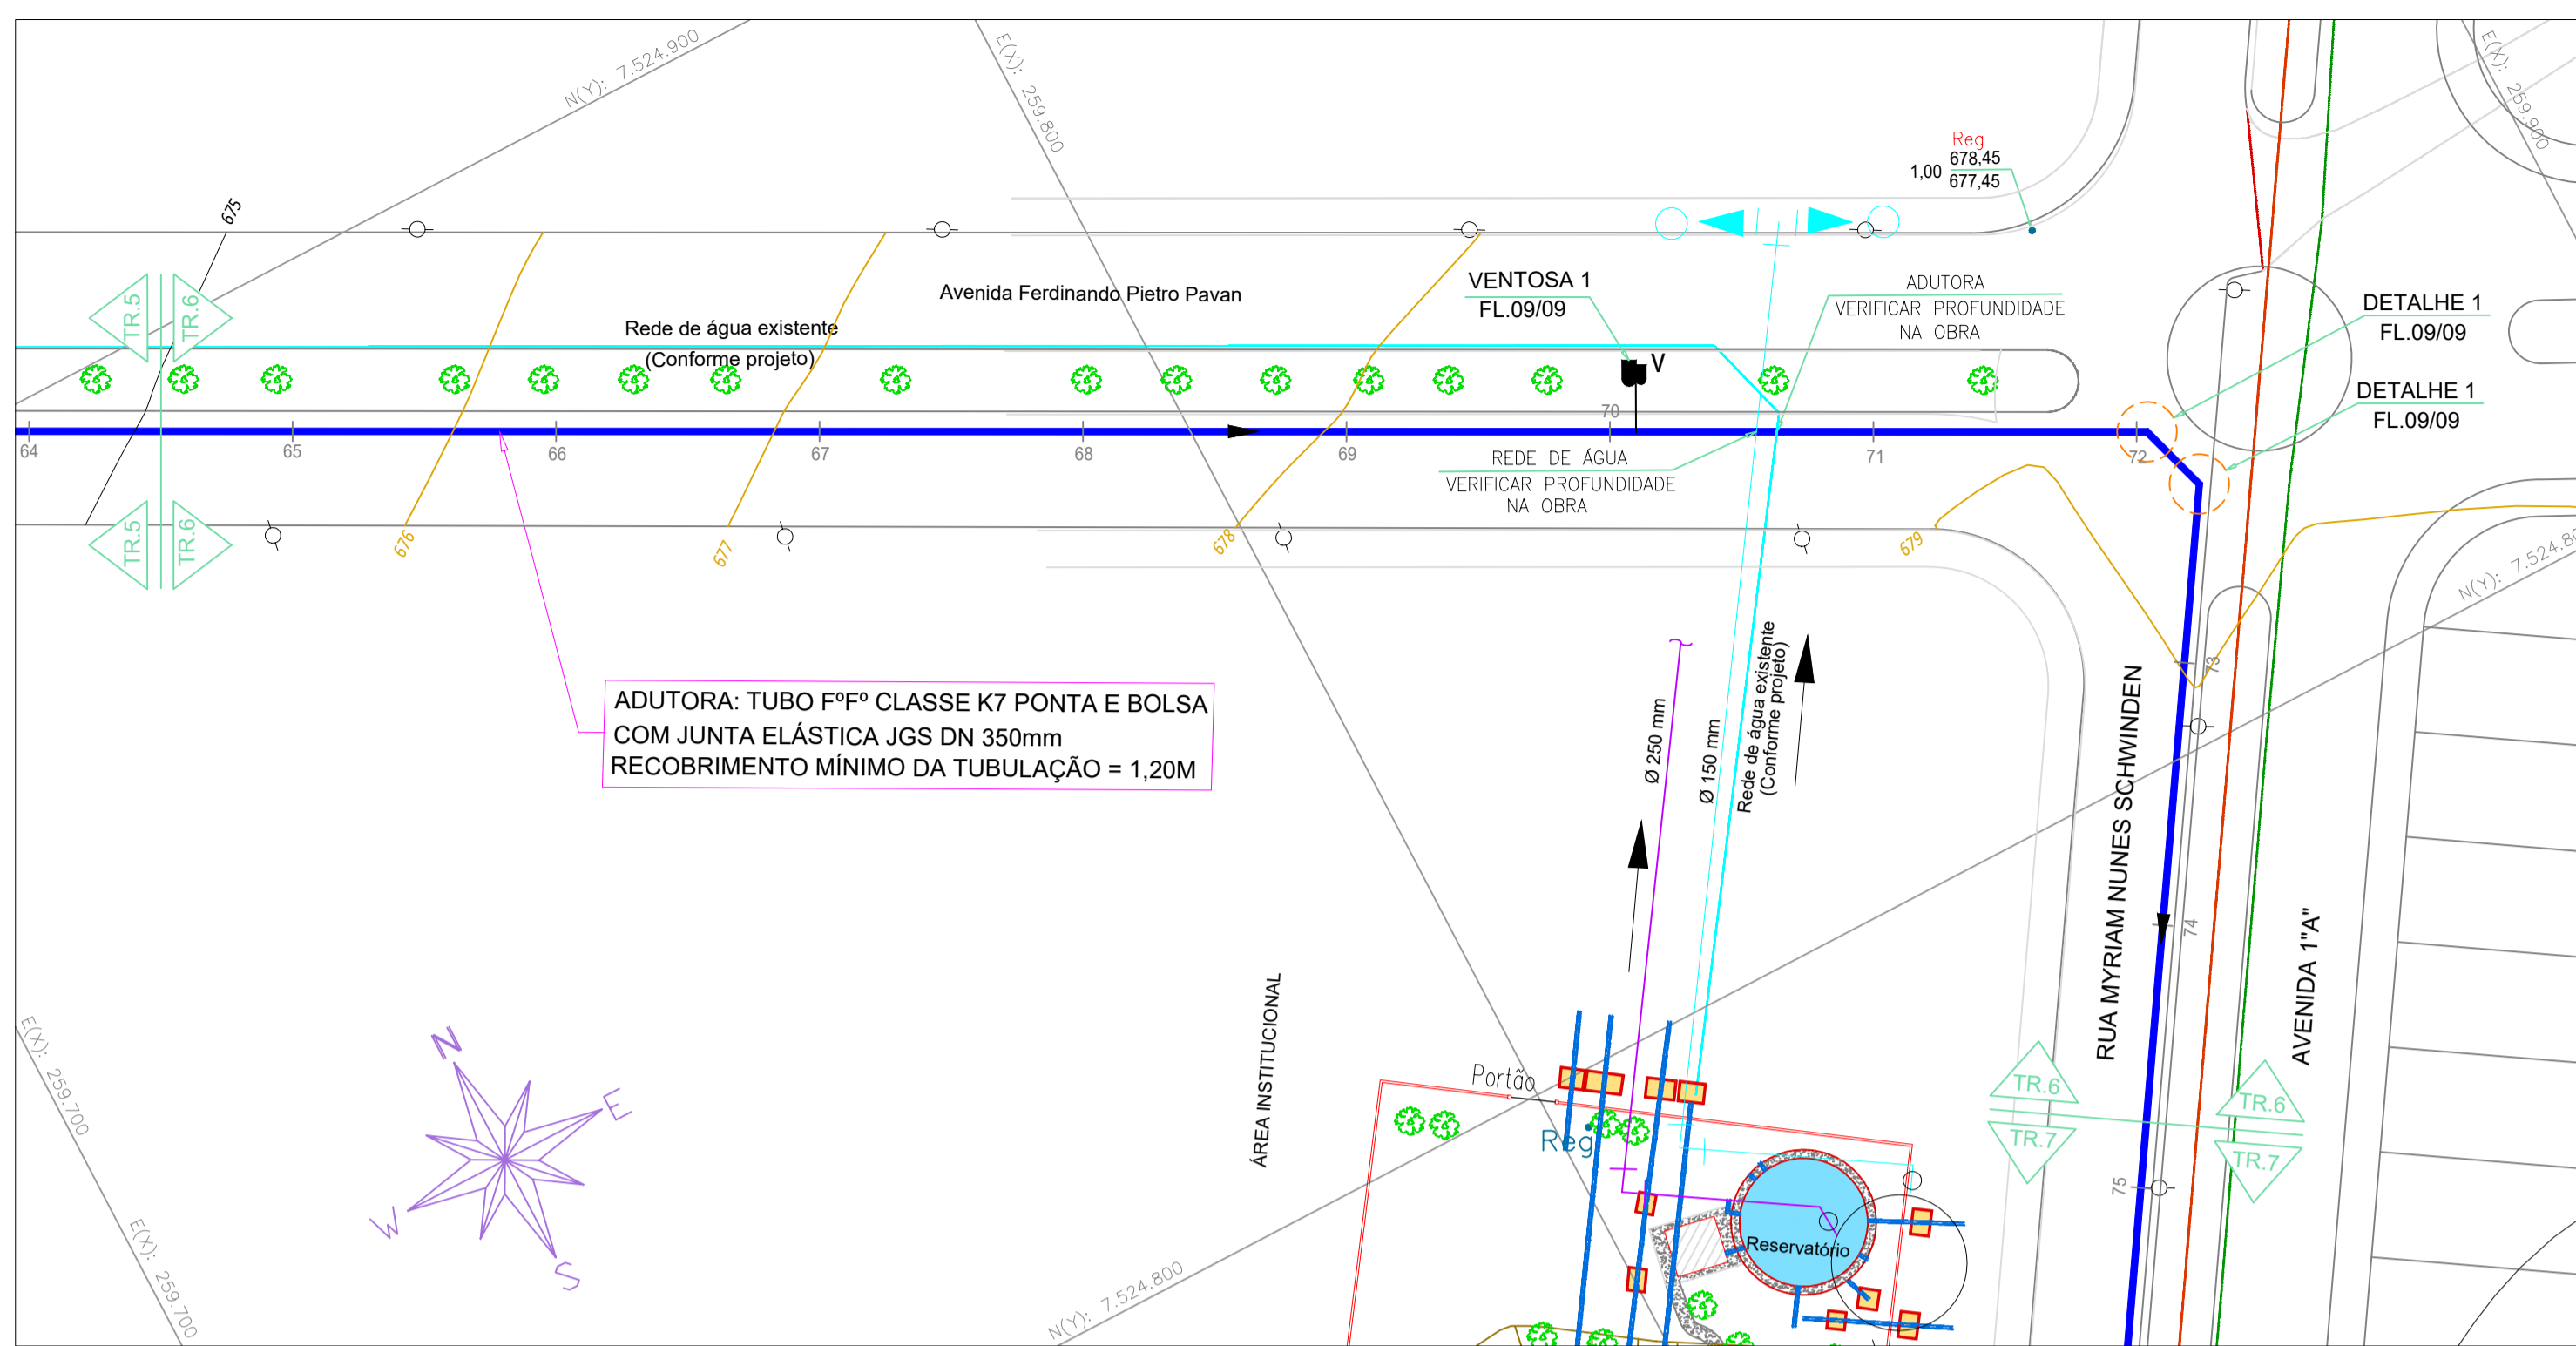 N(Y): 7.524.900
E(X): 259.800
E(X): 259.900
Reg
678,45
1,00
677,45
675
TR.5
TR.6
Avenida Ferdinando Pietro Pavan
Rede de água existente
(Conforme projeto)
VENTOSA 1
FL.09/09
V
ADUTORA
VERIFICAR PROFUNDIDADE
NA OBRA
DETALHE 1
FL.09/09
DETALHE 1
FL.09/09
64
65
66
67
68
69
70
71
72
REDE DE ÁGUA
VERIFICAR PROFUNDIDADE
NA OBRA
TR.5
TR.6
676
677
678
679
N(Y): 7.524.80
73
ADUTORA: TUBO FºFº CLASSE K7 PONTA E BOLSA
COM JUNTA ELÁSTICA JGS DN 350mm
RECOBRIMENTO MÍNIMO DA TUBULAÇÃO = 1,20M
Ø 250 mm
Ø 150 mm
Rede de água existente
(Conforme projeto)
RUA MYRIAM NUNES SCHWINDEN
74
AVENIDA 1"A"
ÁREA INSTITUCIONAL
E(X): 259.700
N
E
W
S
Portão
Reg
TR.6
TR.6
TR.7
TR.7
75
Reservatório
E(X): 259.700
N(Y): 7.524.800